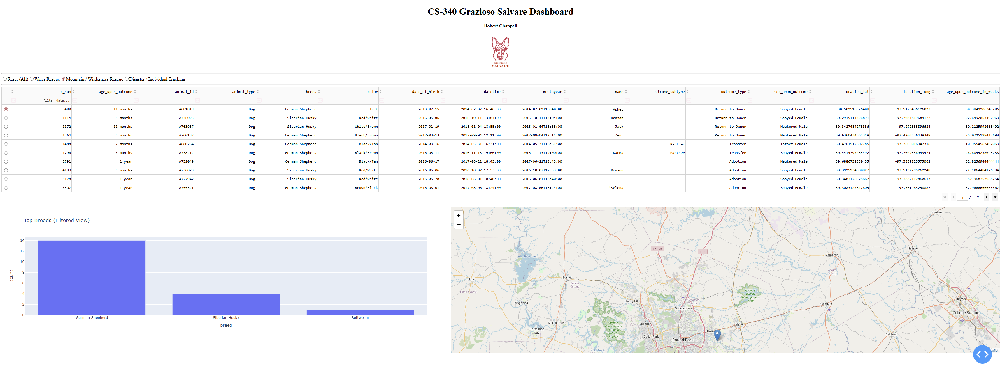 CS-340 Grazioso Salvare Dashboard
Robert Chappell
GRAZIOSO
SALVARE
Reset (All) Water Rescue Mountain / Wilderness Rescue Disaster / Individual Tracking
rec_num age_upon_outcome animal_id animal_type breed color date_of_birth datetime monthyear name outcome_subtype outcome_type sex_upon_outcome location_lat location_long age_upon_outcome_in_weeks
filter data...
400 11 months A681819 Dog German Shepherd Black 2013-07-15 2014-07-02 16:40:00 2014-07-02T16:40:00 Ashes Return to Owner Spayed Female 30.502516926408 -97.5173436126027 50.3849206349206
1114 5 months A736023 Dog Siberian Husky Red/White 2016-05-06 2016-10-11 13:04:00 2016-10-11T13:04:00 Benson Return to Owner Spayed Female 30.2915114326891 -97.7084819684122 22.6492063492063
1172 11 months A763987 Dog Siberian Husky White/Brown 2017-01-19 2018-01-04 18:55:00 2018-01-04T18:55:00 Jack Return to Owner Neutered Male 30.3427484273836 -97.292535896624 50.1125992063492
1364 5 months A760132 Dog German Shepherd Black/Brown 2017-03-13 2017-09-04 12:11:00 2017-09-04T12:11:00 Zeus Return to Owner Neutered Male 30.6360434662318 -97.4203536438348 25.0725198412698
1488 2 months A680264 Dog German Shepherd Black/Tan 2014-03-16 2014-05-31 16:31:00 2014-05-31T16:31:00 Partner Transfer Intact Female 30.4761912602785 -97.3695016342316 10.9554563492063
1796 6 months A738212 Dog German Shepherd Black/Brown 2016-05-11 2016-11-13 19:00:00 2016-11-13T19:00:00 Karma Partner Transfer Spayed Female 30.4414797265492 -97.7029336943424 26.6845238095238
2791 1 year A752049 Dog German Shepherd Black/Tan 2016-06-17 2017-06-21 18:43:00 2017-06-21T18:43:00 Adoption Neutered Male 30.6886732330455 -97.5859125575062 52.8256944444444
4183 5 months A736023 Dog Siberian Husky Red/White 2016-05-06 2016-10-07 17:53:00 2016-10-07T17:53:00 Benson Adoption Spayed Female 30.3925934800827 -97.5132295262248 22.1064484126984
5178 1 year A727942 Dog Siberian Husky Red/White 2015-05-28 2016-06-01 18:40:00 2016-06-01T18:40:00 Adoption Spayed Female 30.3482126925662 -97.2882112860617 52.968253968254
6307 1 year A755321 Dog German Shepherd Brown/Black 2016-08-01 2017-08-06 18:24:00 2017-08-06T18:24:00 *Selena Adoption Spayed Female 30.3083127847805 -97.361983258887 52.9666666666667
1 / 2
Top Breeds (Filtered View)
14
12
10
8
6
4
2
0
count
German Shepherd Siberian Husky Rottweiler
breed
+
−
Franklin
TX 195
I 35
Hearne
Cameron
Lake Buchanan
Milam
County
Llano
Burnet
Burnet
County
Llano County
Granger
Wildlife
Management
Area
Bryan
Kingsland
Liberty Hill
Williamson
County
Georgetown
Rockdale
College Station
Marble Falls
Balcones
Canyonlands
National
Wildlife
Refuge
Leander
Taylor
Horseshoe
Bay
Hutto
Cedar Park
Round Rock
Caldwell
Lake Travis
eaflet